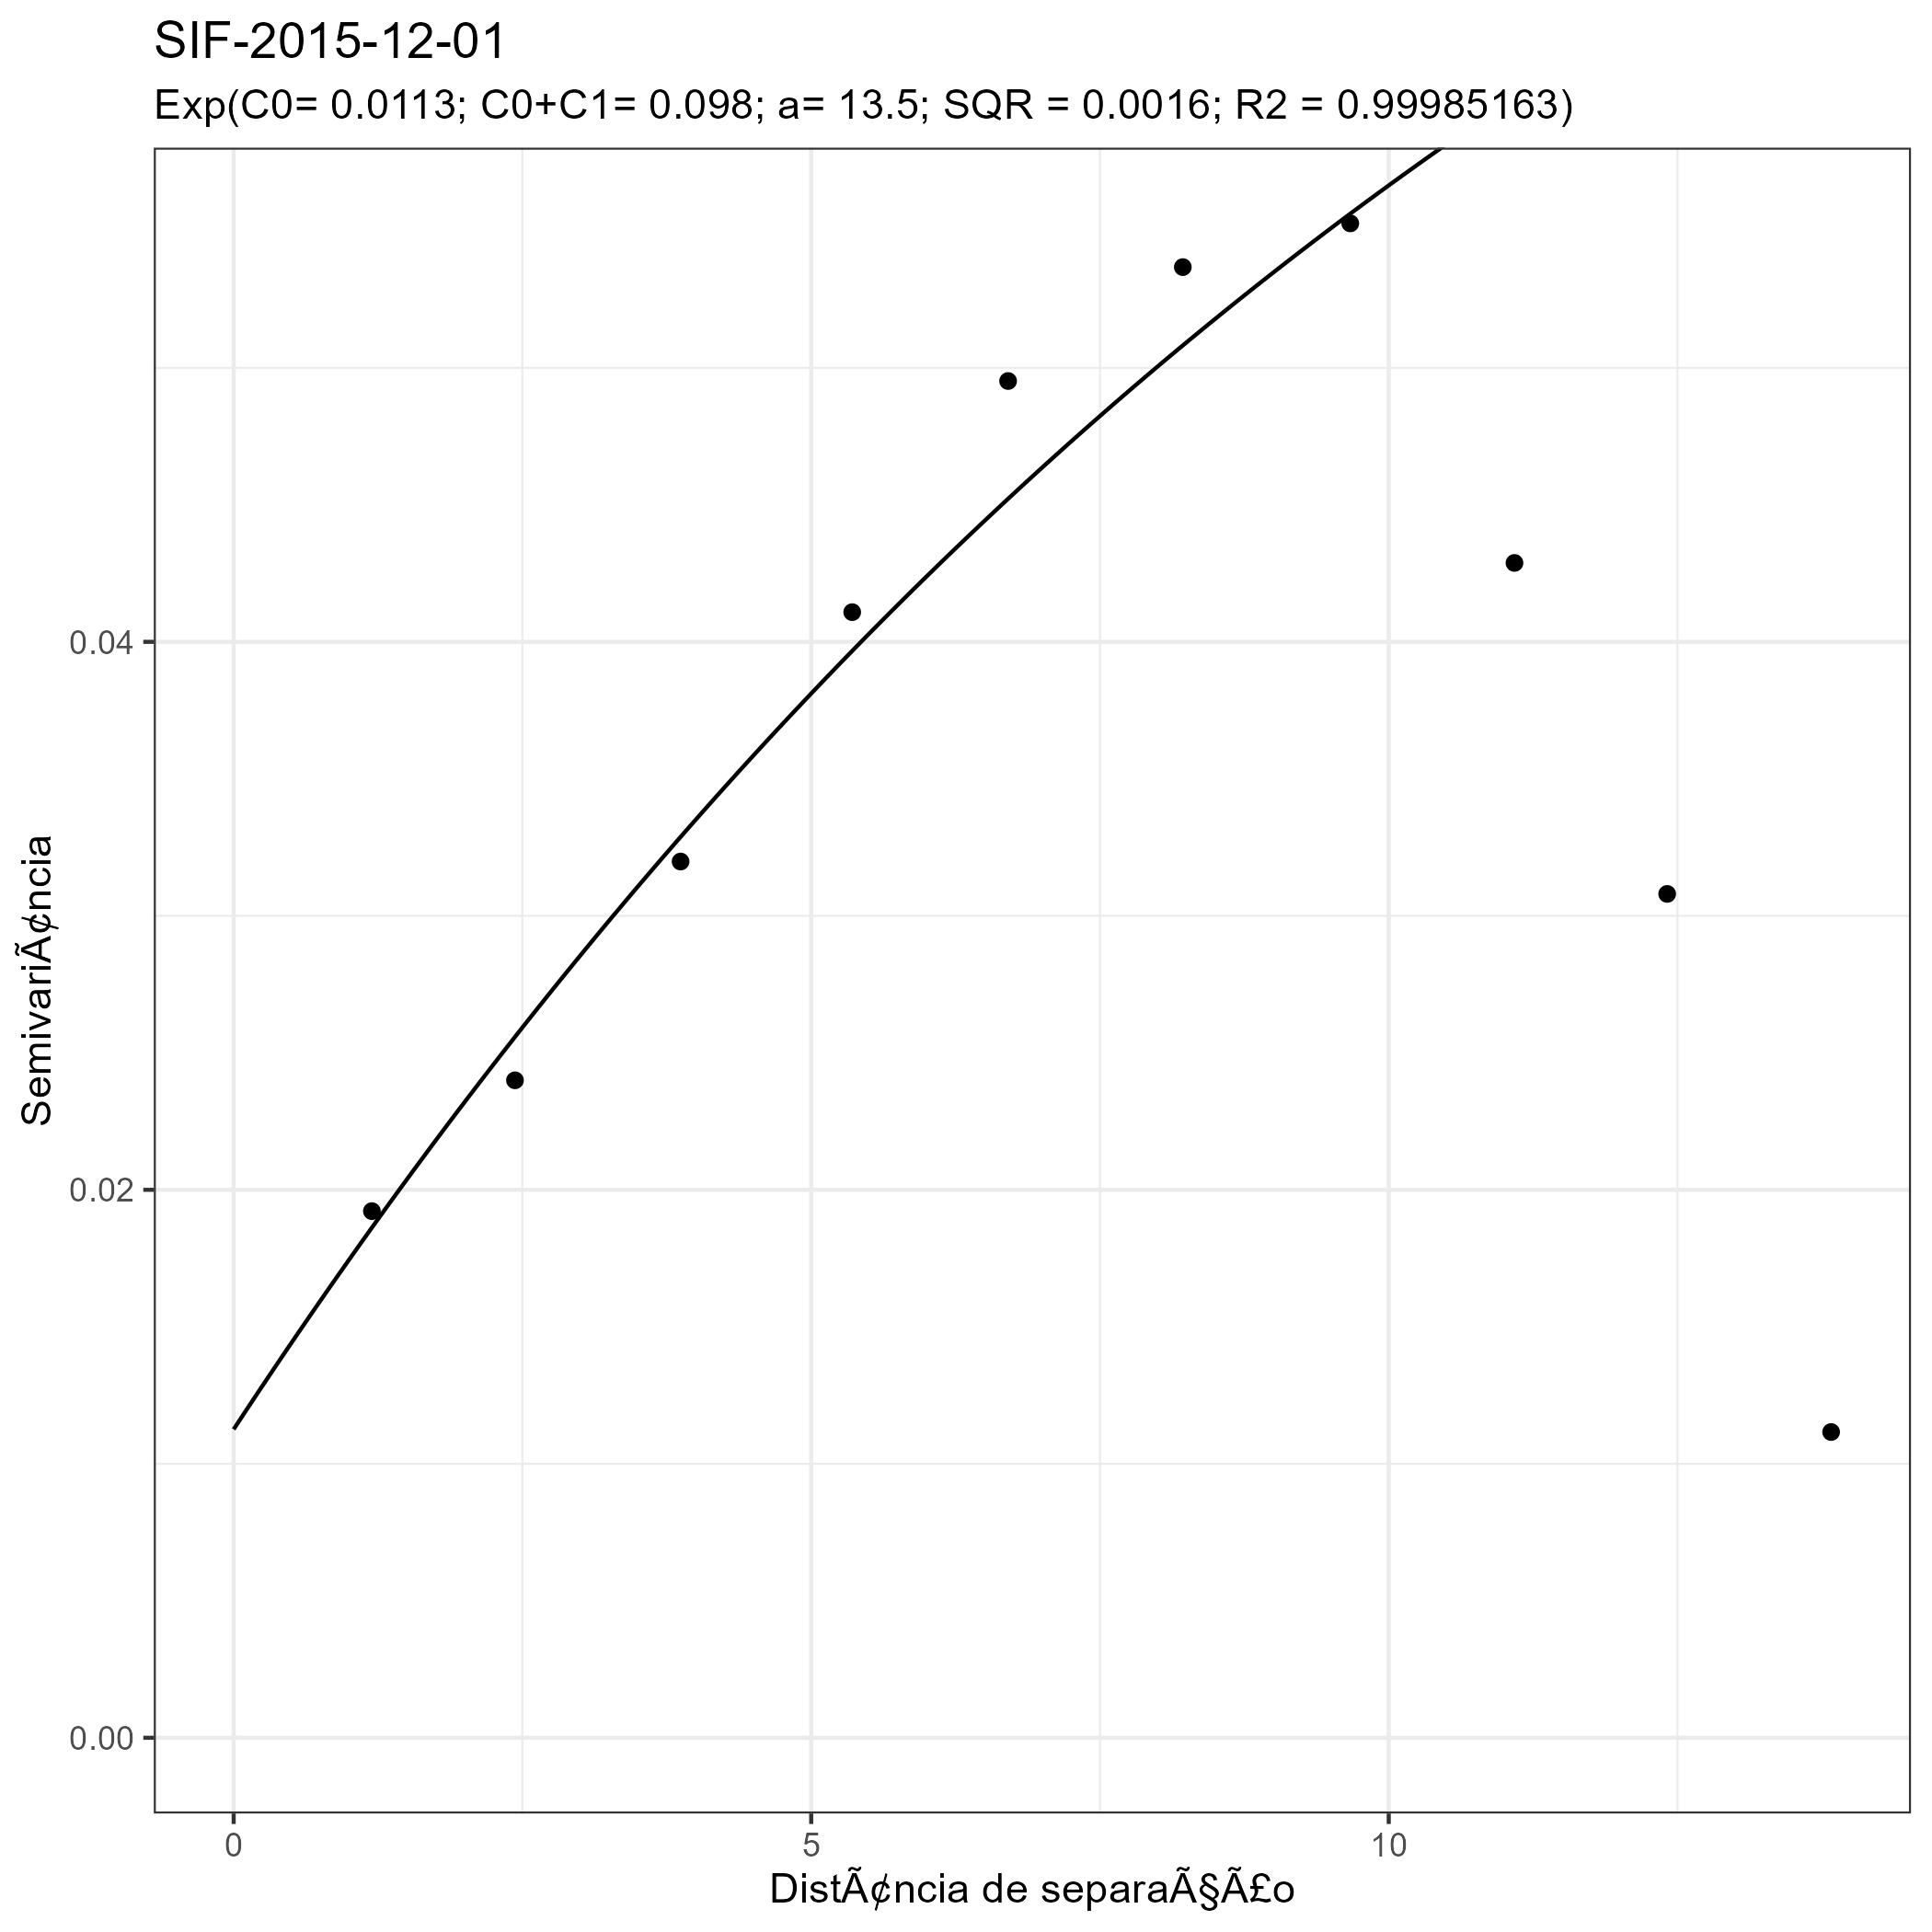 SIF-2015-12-01
Exp(C0= 0.0113; C0+C1= 0.098; a= 13.5; SQR = 0.0016; R2 = 0.99985163)
SemivariÃ¢ncia
0.04
0.02
0.00
0
5
10
DistÃ¢ncia de separaÃ§Ã£o